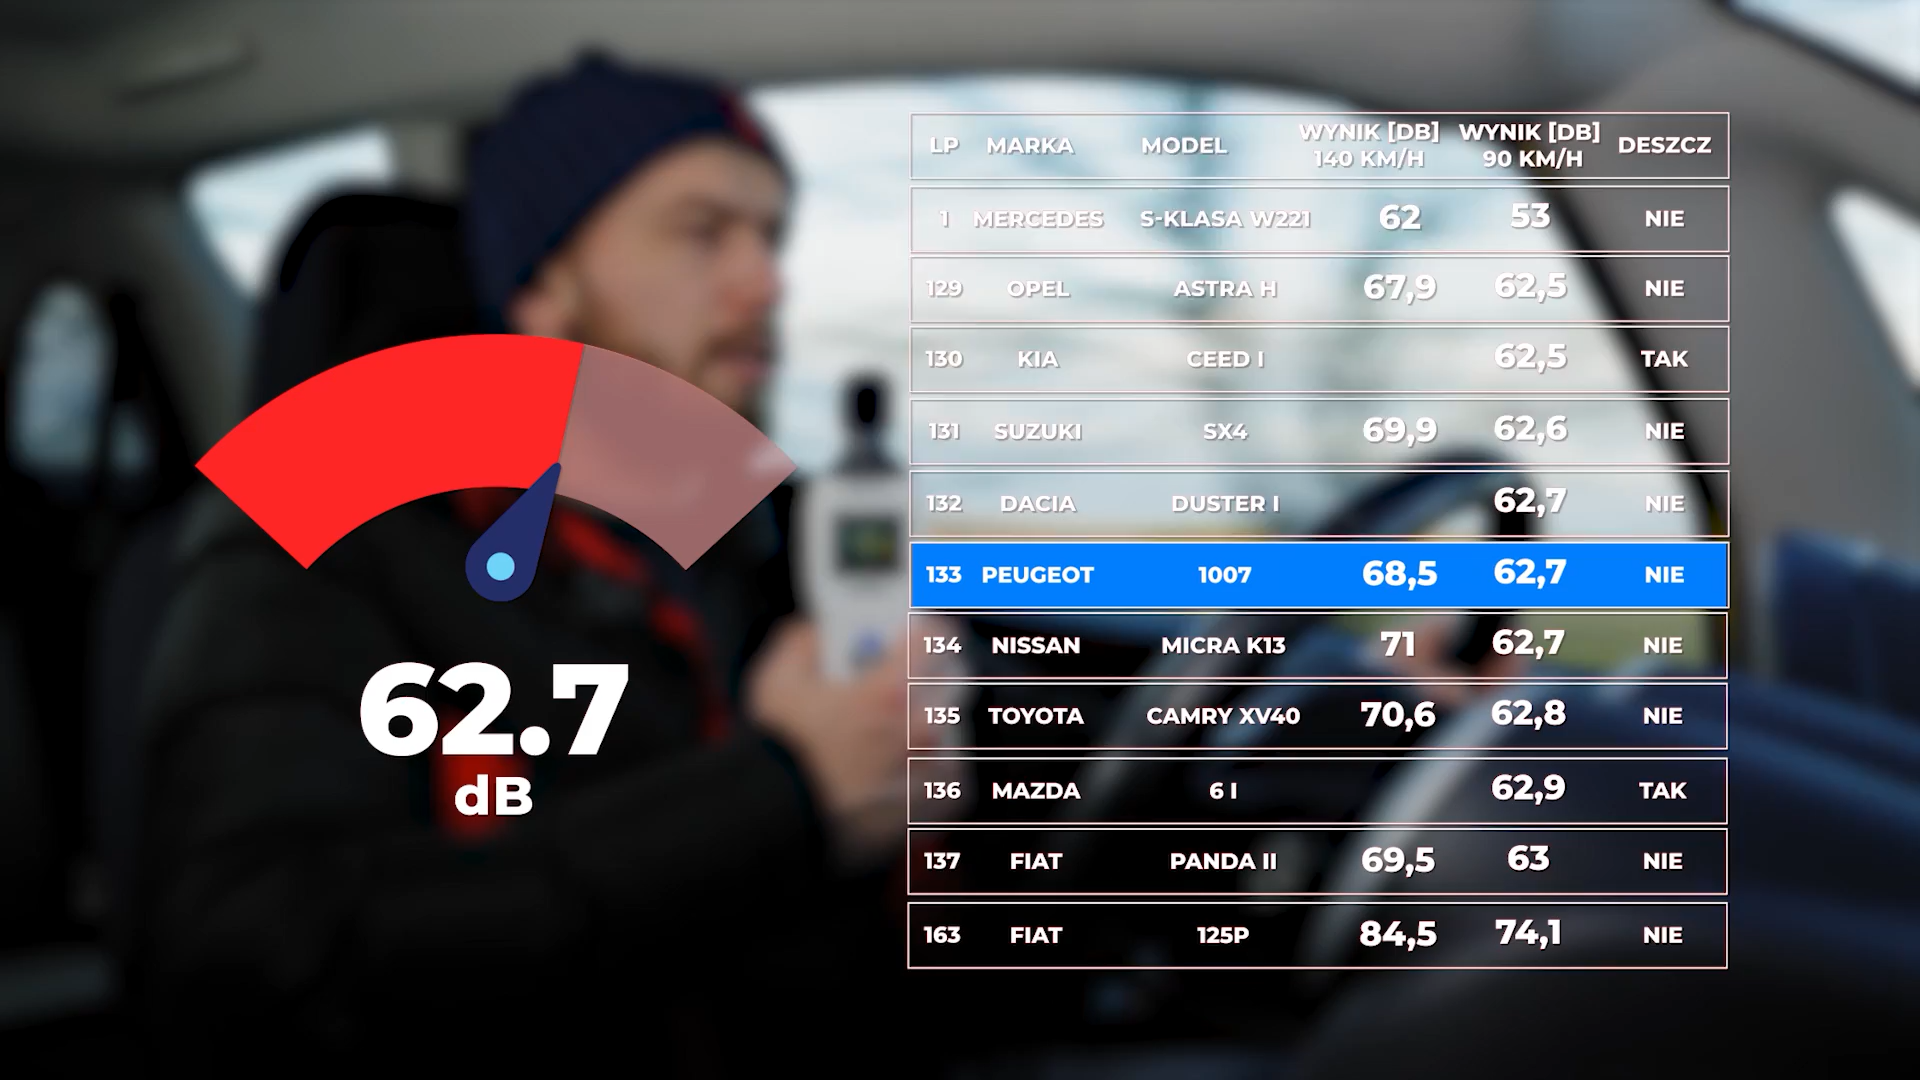 62.7
dB
LP MARKA MODEL WYNIK [DB] 140 KM/H WYNIK [DB] 90 KM/H DESZCZ
1 MERCEDES S-KLASA W221 62 53 NIE
129 OPEL ASTRA H 67,9 62,5 NIE
130 KIA CEED I 62,5 TAK
131 SUZUKI SX4 69,9 62,6 NIE
132 DACIA DUSTER I 62,7 NIE
133 PEUGEOT 1007 68,5 62,7 NIE
134 NISSAN MICRA K13 71 62,7 NIE
135 TOYOTA CAMRY XV40 70,6 62,8 NIE
136 MAZDA 6 I 62,9 TAK
137 FIAT PANDA II 69,5 63 NIE
163 FIAT 125P 84,5 74,1 NIE